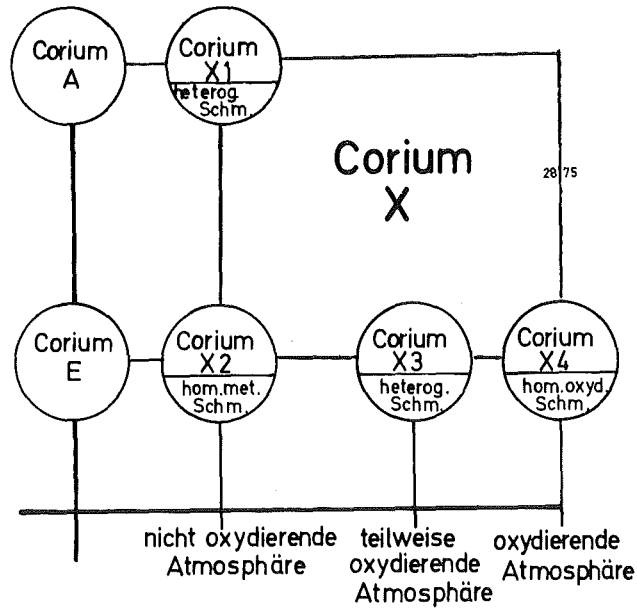 Corium
A
Corium
X1
heterog.
Schm.
Corium
X
28 75
Corium
E
Corium
X2
hom.met.
Schm.
Corium
X3
heterog.
Schm.
Corium
X4
hom.oxyd.
Schm.
nicht oxydierende
Atmosphäre
teilweise
oxydierende
Atmosphäre
oxydierende
Atmosphäre